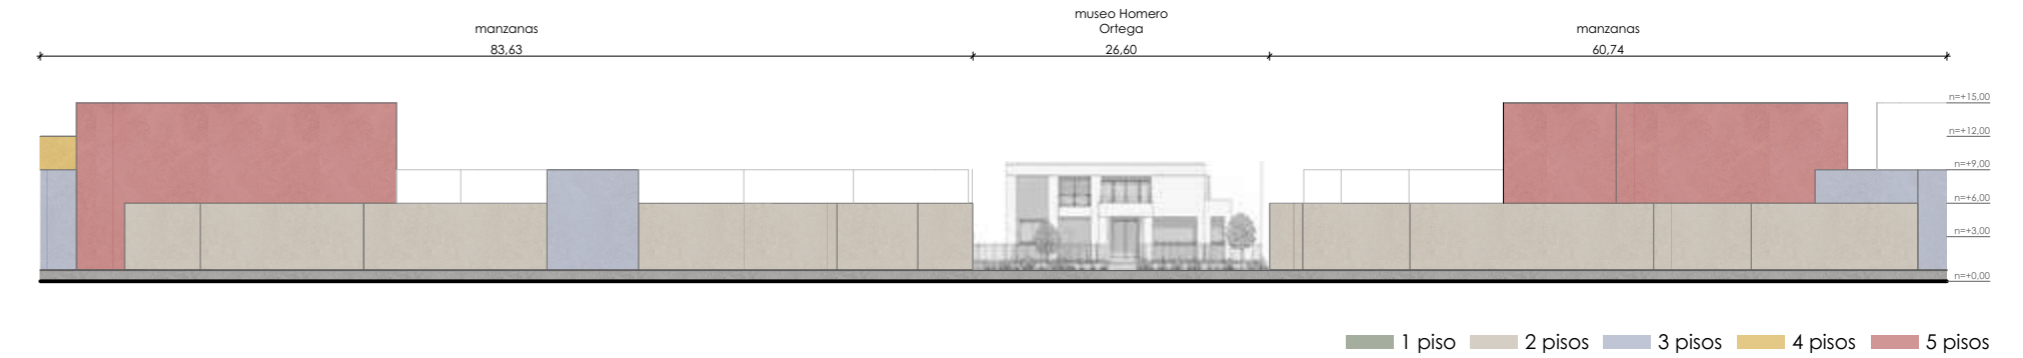 museo Homero
Ortega
manzanas
manzanas
83,63
26,60
60,74
n=+15,00
n=+12,00
n=+9,00
n=+6,00
n=+3,00
n=+0,00
1 piso
2 pisos
3 pisos
4 pisos
5 pisos